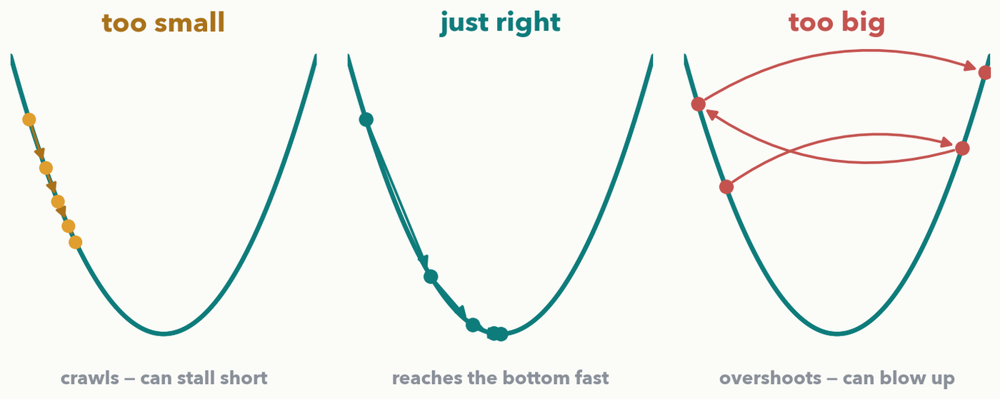 too small
just right
too big
crawls – can stall short
reaches the bottom fast
overshoots – can blow up